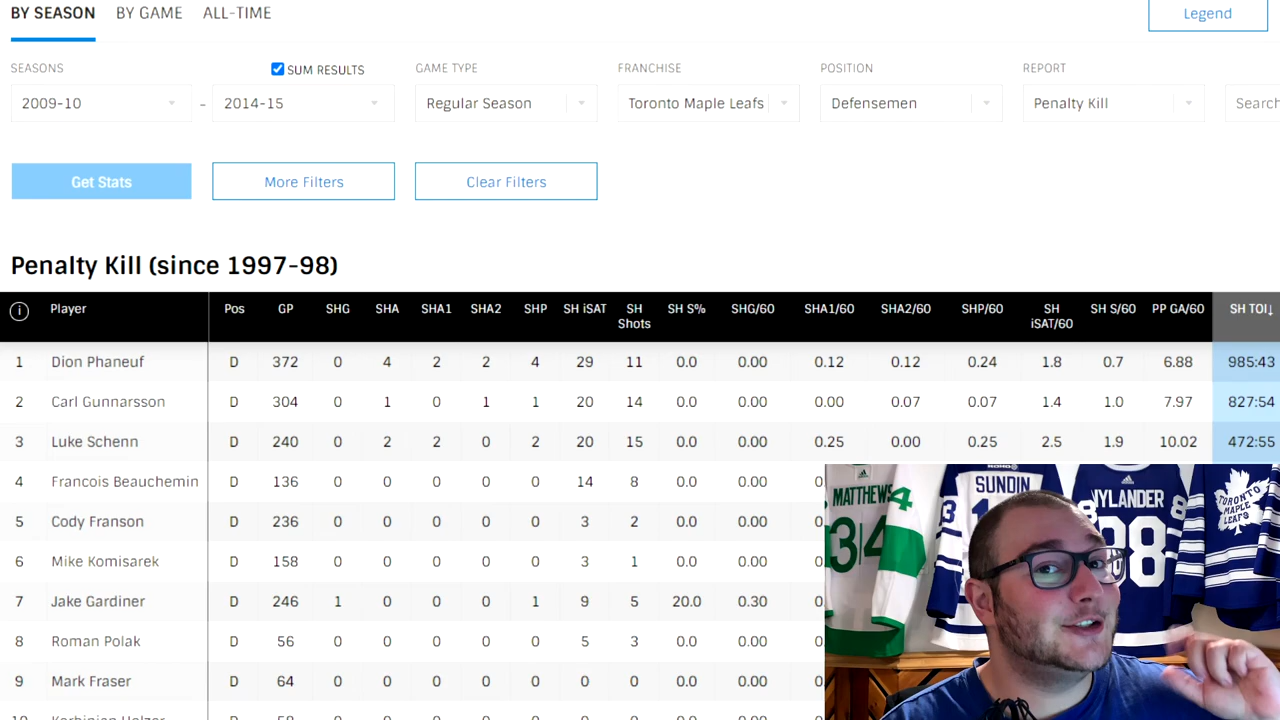 BY SEASON BY GAME ALL-TIME Legend
SEASONS SUM RESULTS GAME TYPE FRANCHISE POSITION REPORT
2009-10 – 2014-15 Regular Season Toronto Maple Leafs Defensemen Penalty Kill Search
Get Stats More Filters Clear Filters
Penalty Kill (since 1997-98)
i Player Pos GP SHG SHA SHA1 SHA2 SHP SH iSAT SH Shots SH S% SHG/60 SHA1/60 SHA2/60 SHP/60 SH iSAT/60 SH S/60 PP GA/60 SH TOI↓
1 Dion Phaneuf D 372 0 4 2 2 4 29 11 0.0 0.00 0.12 0.12 0.24 1.8 0.7 6.88 985:43
2 Carl Gunnarsson D 304 0 1 0 1 1 20 14 0.0 0.00 0.00 0.07 0.07 1.4 1.0 7.97 827:54
3 Luke Schenn D 240 0 2 2 0 2 20 15 0.0 0.00 0.25 0.00 0.25 2.5 1.9 10.02 472:55
4 Francois Beauchemin D 136 0 0 0 0 0 14 8 0.0 0.00
5 Cody Franson D 236 0 0 0 0 0 3 2 0.0 0.00
6 Mike Komisarek D 158 0 0 0 0 0 3 1 0.0 0.00
7 Jake Gardiner D 246 1 0 0 0 1 9 5 20.0 0.30
8 Roman Polak D 56 0 0 0 0 0 5 3 0.0 0.00
9 Mark Fraser D 64 0 0 0 0 0 0 0 0.0 0.00
MATTHEWS
34
4
SUNDIN
3
1
NYLANDER
88
8
TORONTO
MAPLE
LEAFS